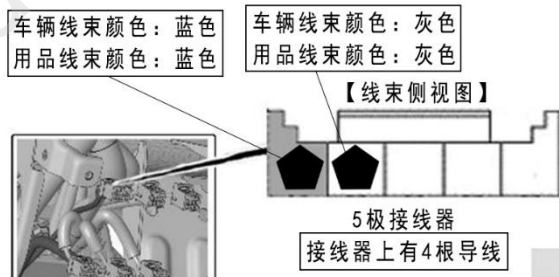 车辆线束颜色：蓝色
用品线束颜色：蓝色
车辆线束颜色：灰色
用品线束颜色：灰色
【线束侧视图】
5极接线器
接线器上有4根导线